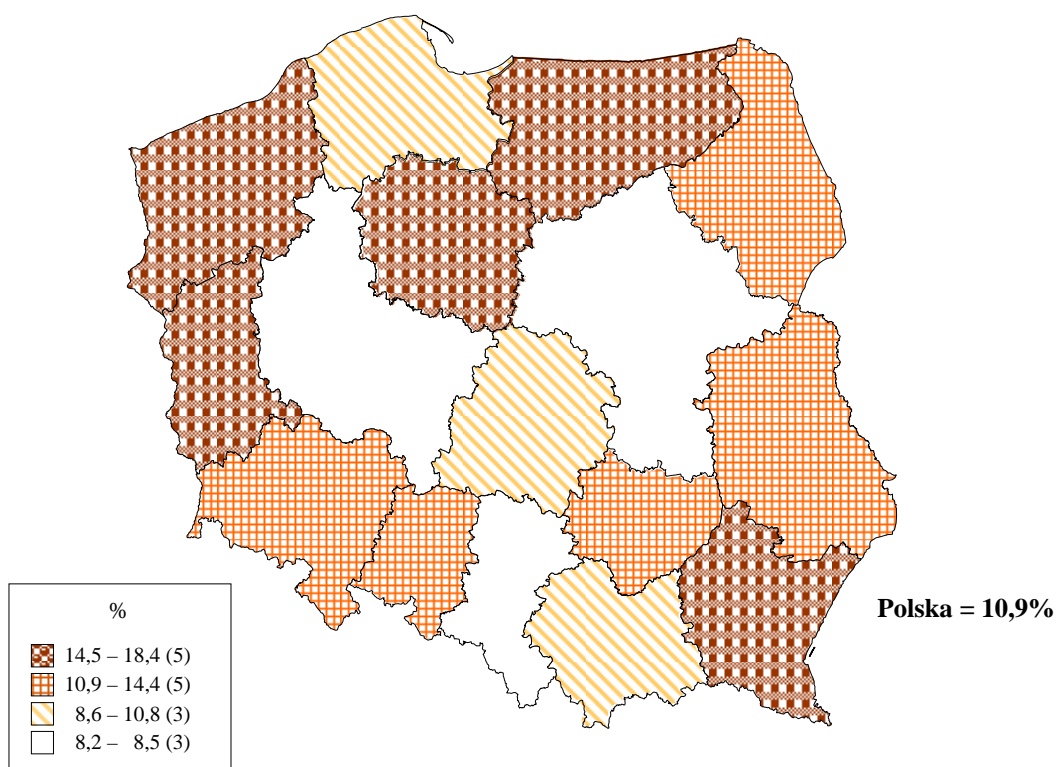 Polska = 10,9%
%
14,5 – 18,4 (5)
10,9 – 14,4 (5)
8,6 – 10,8 (3)
8,2 – 8,5 (3)